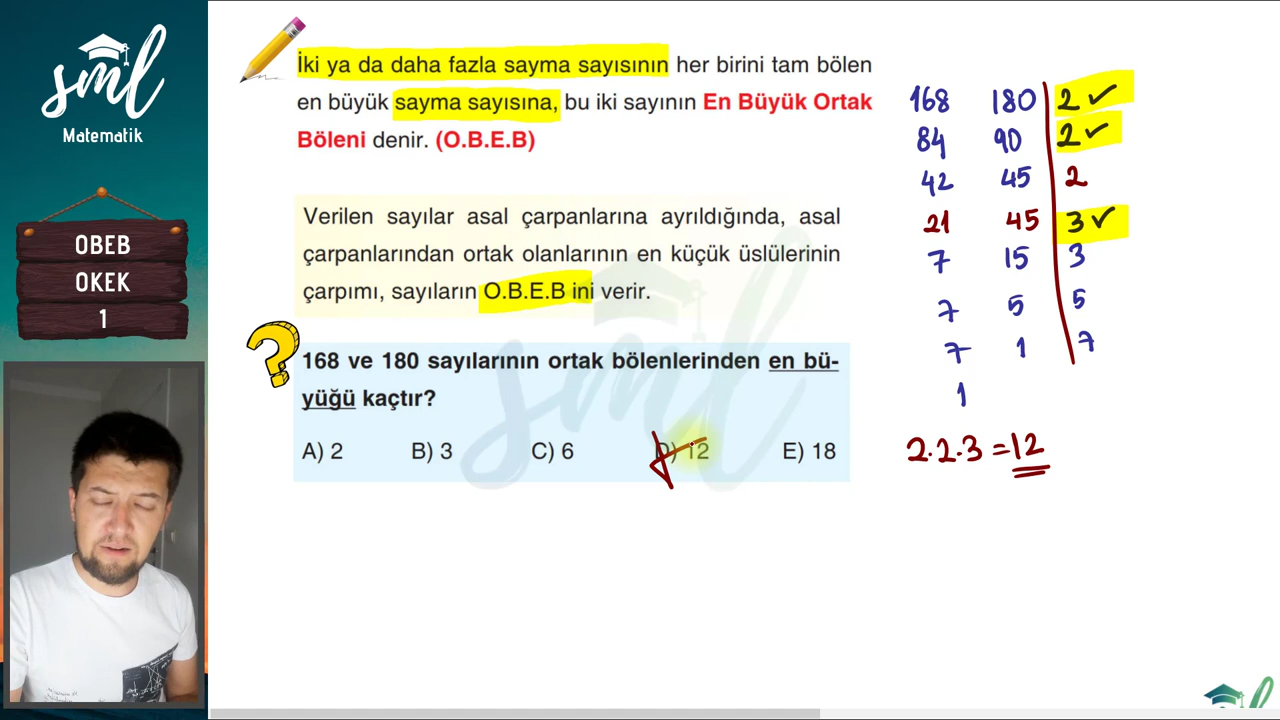 sml
Matematik
OBEB
OKEK
1
İki ya da daha fazla sayma sayısının her birini tam bölen
en büyük sayma sayısına, bu iki sayının En Büyük Ortak
Böleni denir. (O.B.E.B)
Verilen sayılar asal çarpanlarına ayrıldığında, asal
çarpanlarından ortak olanlarının en küçük üslülerinin
çarpımı, sayıların O.B.E.B ini verir.
168 ve 180 sayılarının ortak bölenlerinden en bü-
yüğü kaçtır?
A) 2 B) 3 C) 6 D) 12 E) 18
168 180 2 ✓
84 90 2 ✓
42 45 2
21 45 3 ✓
7 15 3
7 5 5
7 1 7
1
2.2.3 = 12